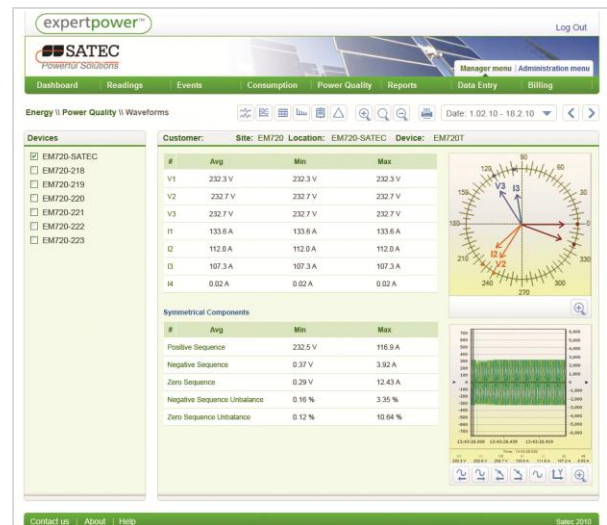 expertpower™
Log Out
SATEC
Powerful Solutions
Manager menu | Administration menu
Dashboard Readings Events Consumption Power Quality Reports Data Entry Billing
Energy \\ Power Quality \\ Waveforms
Date: 1.02.10 - 18.2.10
Devices
EM720-SATEC
EM720-218
EM720-219
EM720-220
EM720-221
EM720-222
EM720-223
Customer: Site: EM720 Location: EM720-SATEC Device: EM720T
# Avg Min Max
V1 232.3 V 232.3 V 232.3 V
V2 232.7 V 232.7 V 232.7 V
V3 232.7 V 232.7 V 232.7 V
I1 133.6 A 133.6 A 133.6 A
I2 112.0 A 112.0 A 112.0 A
I3 107.3 A 107.3 A 107.3 A
I4 0.02 A 0.02 A 0.02 A
Symmetrical Components
# Avg Min Max
Positive Sequence 232.5 V 116.9 A
Negative Sequence 0.37 V 3.92 A
Zero Sequence 0.29 V 12.43 A
Negative Sequence Unbalance 0.16 % 3.35 %
Zero Sequence Unbalance 0.12 % 10.64 %
90
120 60
150
V3 I3
180
I2
V2
210 330
240 300
270
Contact us | About | Help
Satec 2010